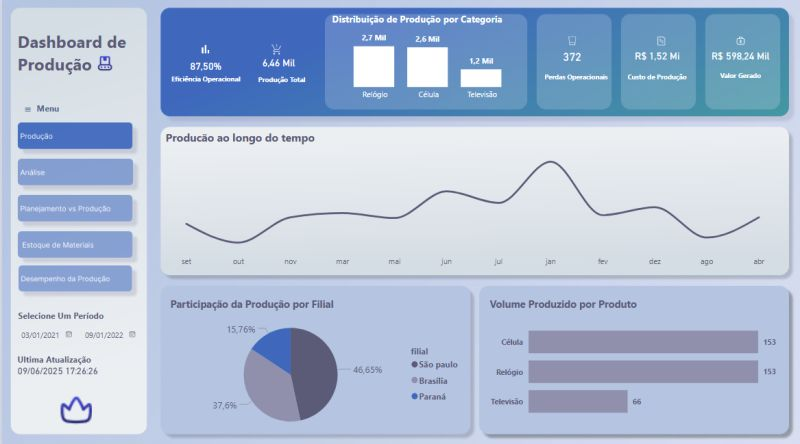 Dashboard de
Produção
Menu
Produção
Análise
Planejamento vs Produção
Estoque de Materiais
Desempenho da Produção
Selecione Um Período
03/01/2021 09/01/2022
Ultima Atualização
09/06/2025 17:26:26
87,50%
Eficiência Operacional
6,46 Mil
Produção Total
Distribuição de Produção por Categoria
2,7 Mil
2,6 Mil
1,2 Mil
Relógio Célula Televisão
372
Perdas Operacionais
R$ 1,52 Mi
Custo de Produção
R$ 598,24 Mil
Valor Gerado
Producão ao longo do tempo
set out nov mar mai jun jul jan fev dez ago abr
Participação da Produção por Filial
15,76%
46,65%
37,6%
filial
São paulo
Brasília
Paraná
Volume Produzido por Produto
Célula 153
Relógio 153
Televisão 66